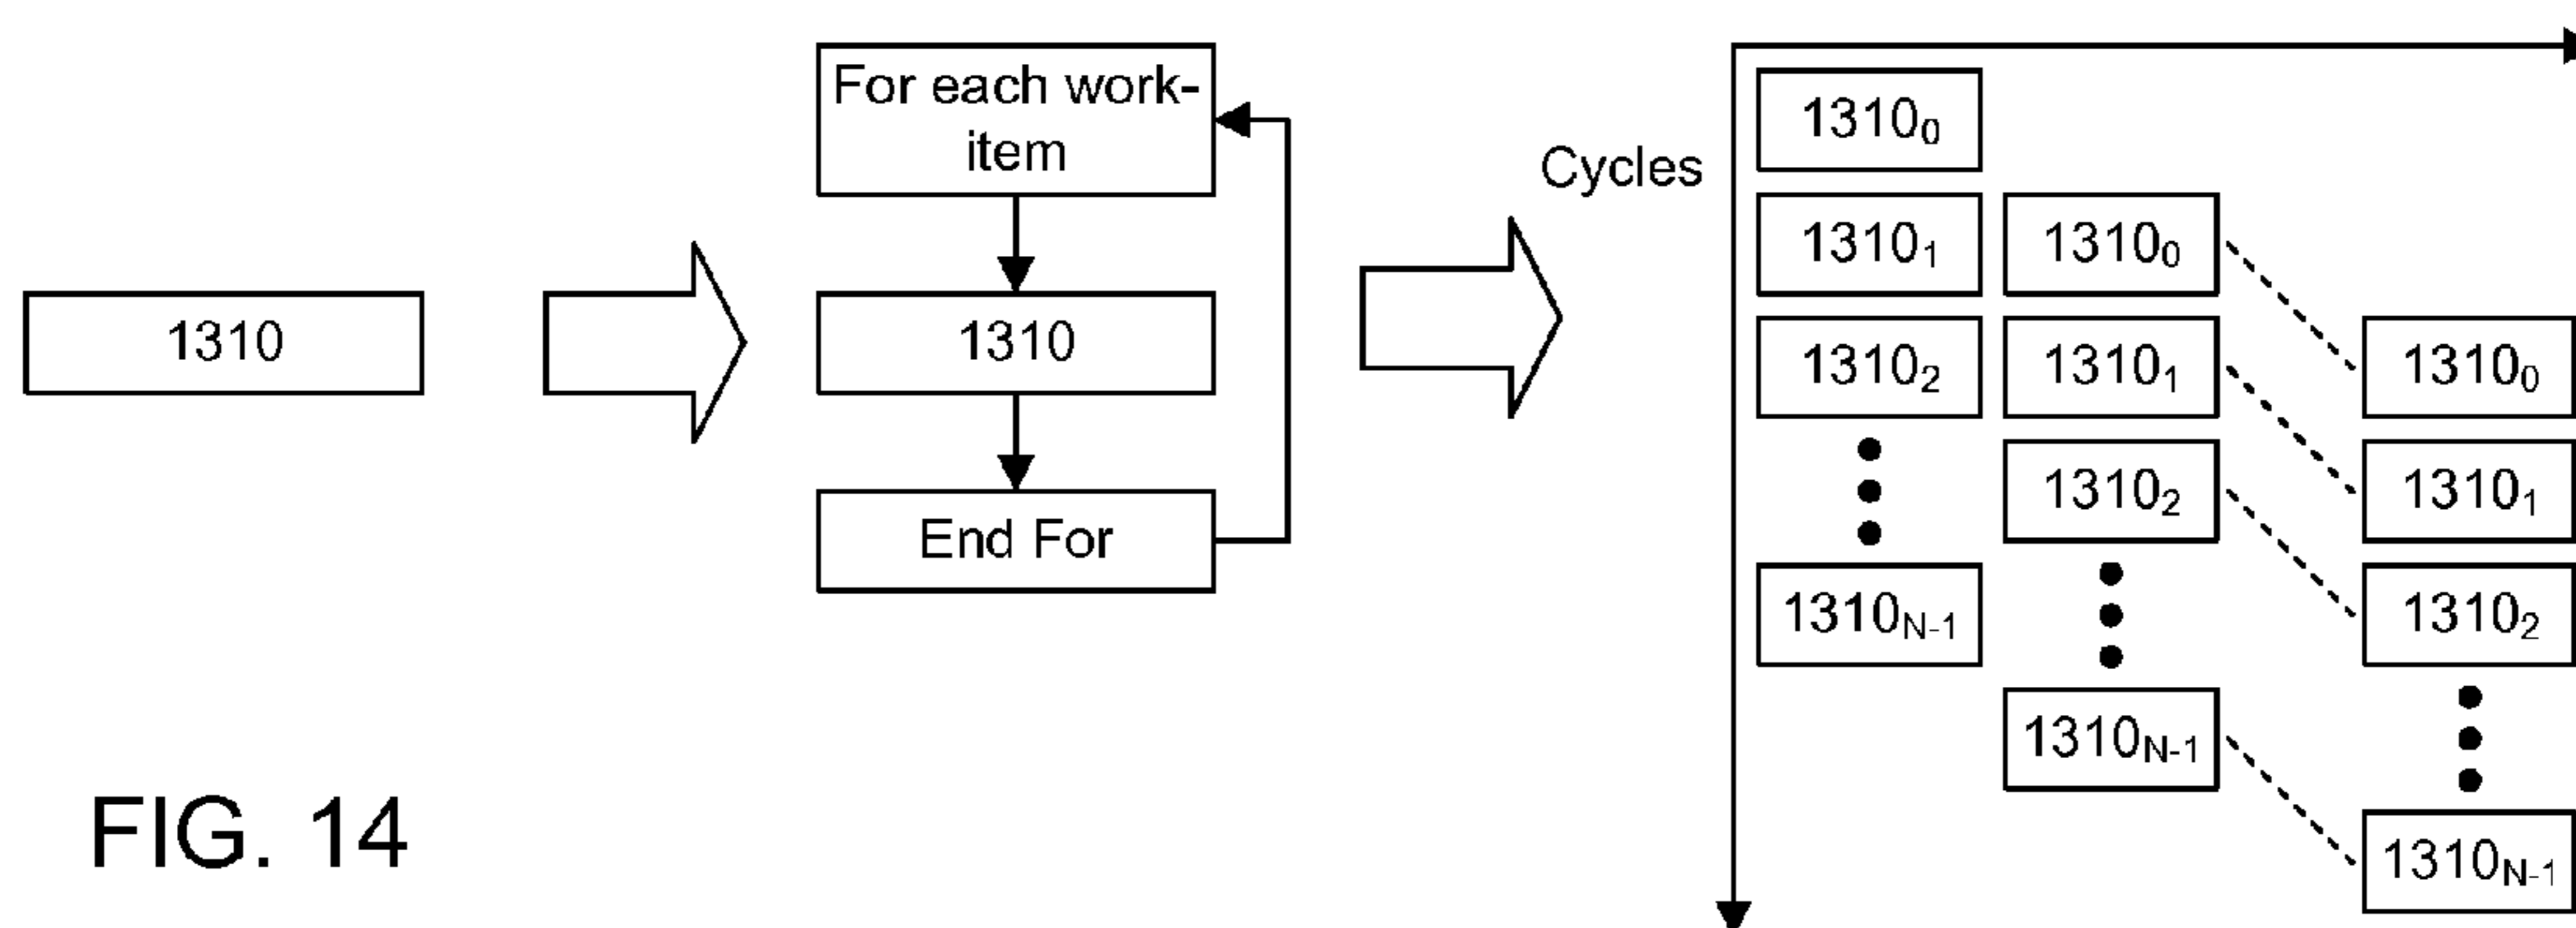 1310
For each work-
item
1310
End For
Cycles
1310₀
1310₁ 1310₀
1310₂ 1310₁ 1310₀
1310₂ 1310₁
1310N-1 1310₂
1310N-1
1310N-1
FIG. 14